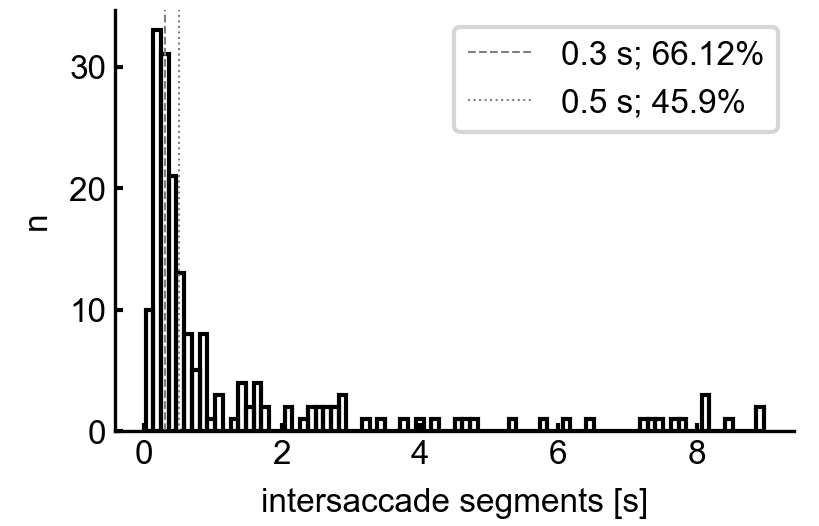 0.3 s; 66.12%
0.5 s; 45.9%
30
20
10
0
n
0 2 4 6 8
intersaccade segments [s]